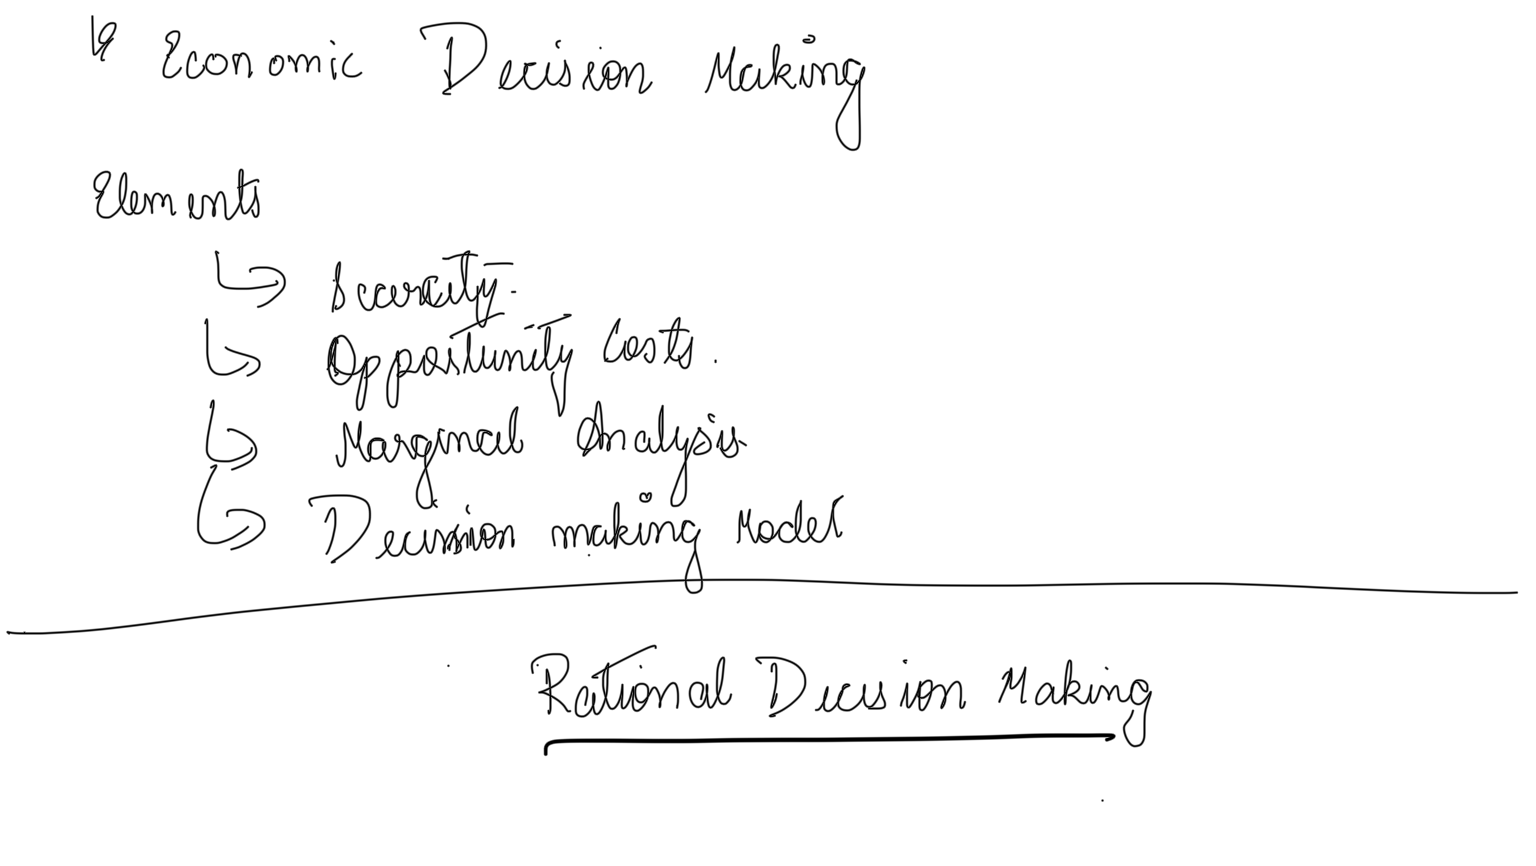 ↳ Economic Decision Making
Elements
↳ Scarcity.
↳ Opportunity Costs.
↳ Marginal Analysis
↳ Decision making Model
Rational Decision Making